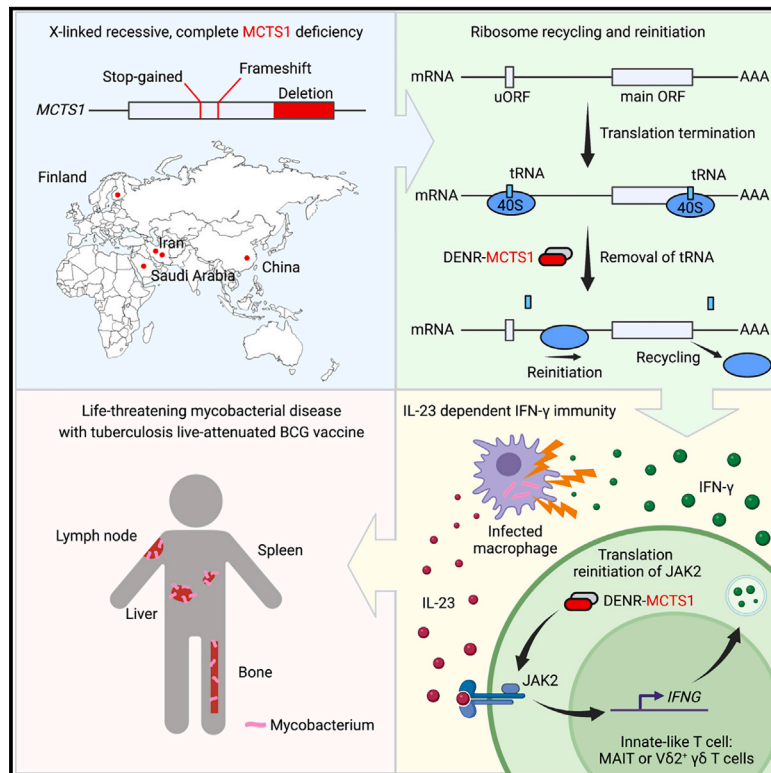 X-linked recessive, complete MCTS1 deficiency
Stop-gained
Frameshift
Deletion
MCTS1
Finland
Iran
Saudi Arabia
China
Ribosome recycling and reinitiation
mRNA
AAA
uORF
main ORF
Translation termination
tRNA
tRNA
mRNA
40S
40S
AAA
DENR-MCTS1
Removal of tRNA
mRNA
AAA
Reinitiation
Recycling
Life-threatening mycobacterial disease
with tuberculosis live-attenuated BCG vaccine
Lymph node
Spleen
Liver
Bone
Mycobacterium
IL-23 dependent IFN-γ immunity
IFN-γ
Infected
macrophage
Translation
reinitiation of JAK2
IL-23
DENR-MCTS1
JAK2
IFNG
Innate-like T cell:
MAIT or Vδ2⁺ γδ T cells